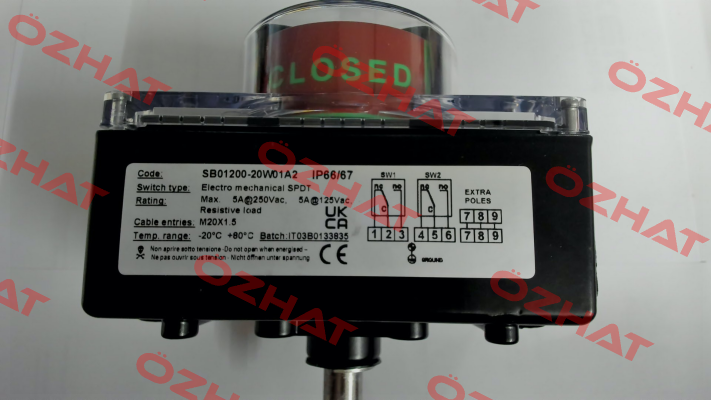 CLOSED
Code: SB01200-20W01A2 IP66/67
Switch type: Electro mechanical SPDT
Rating: Max. 5A@250Vac, 5A@125Vac,
Resistive load
Cable entries: M20X1.5
Temp. range: -20°C +80°C Batch:IT03B0133835
Non aprire sotto tensione - Do not open when energised -
Ne pas ouvrir sous tension - Nicht öffnen unter spannung
UK
CA
CE
SW1 SW2
nc no nc no
C C
1 2 3 4 5 6
GROUND
EXTRA
POLES
7 8 9
7 8 9
ÖZHAT
ÖZHAT
ÖZHAT
ÖZHAT
ÖZHAT
ÖZHAT
ÖZHAT
ÖZHAT